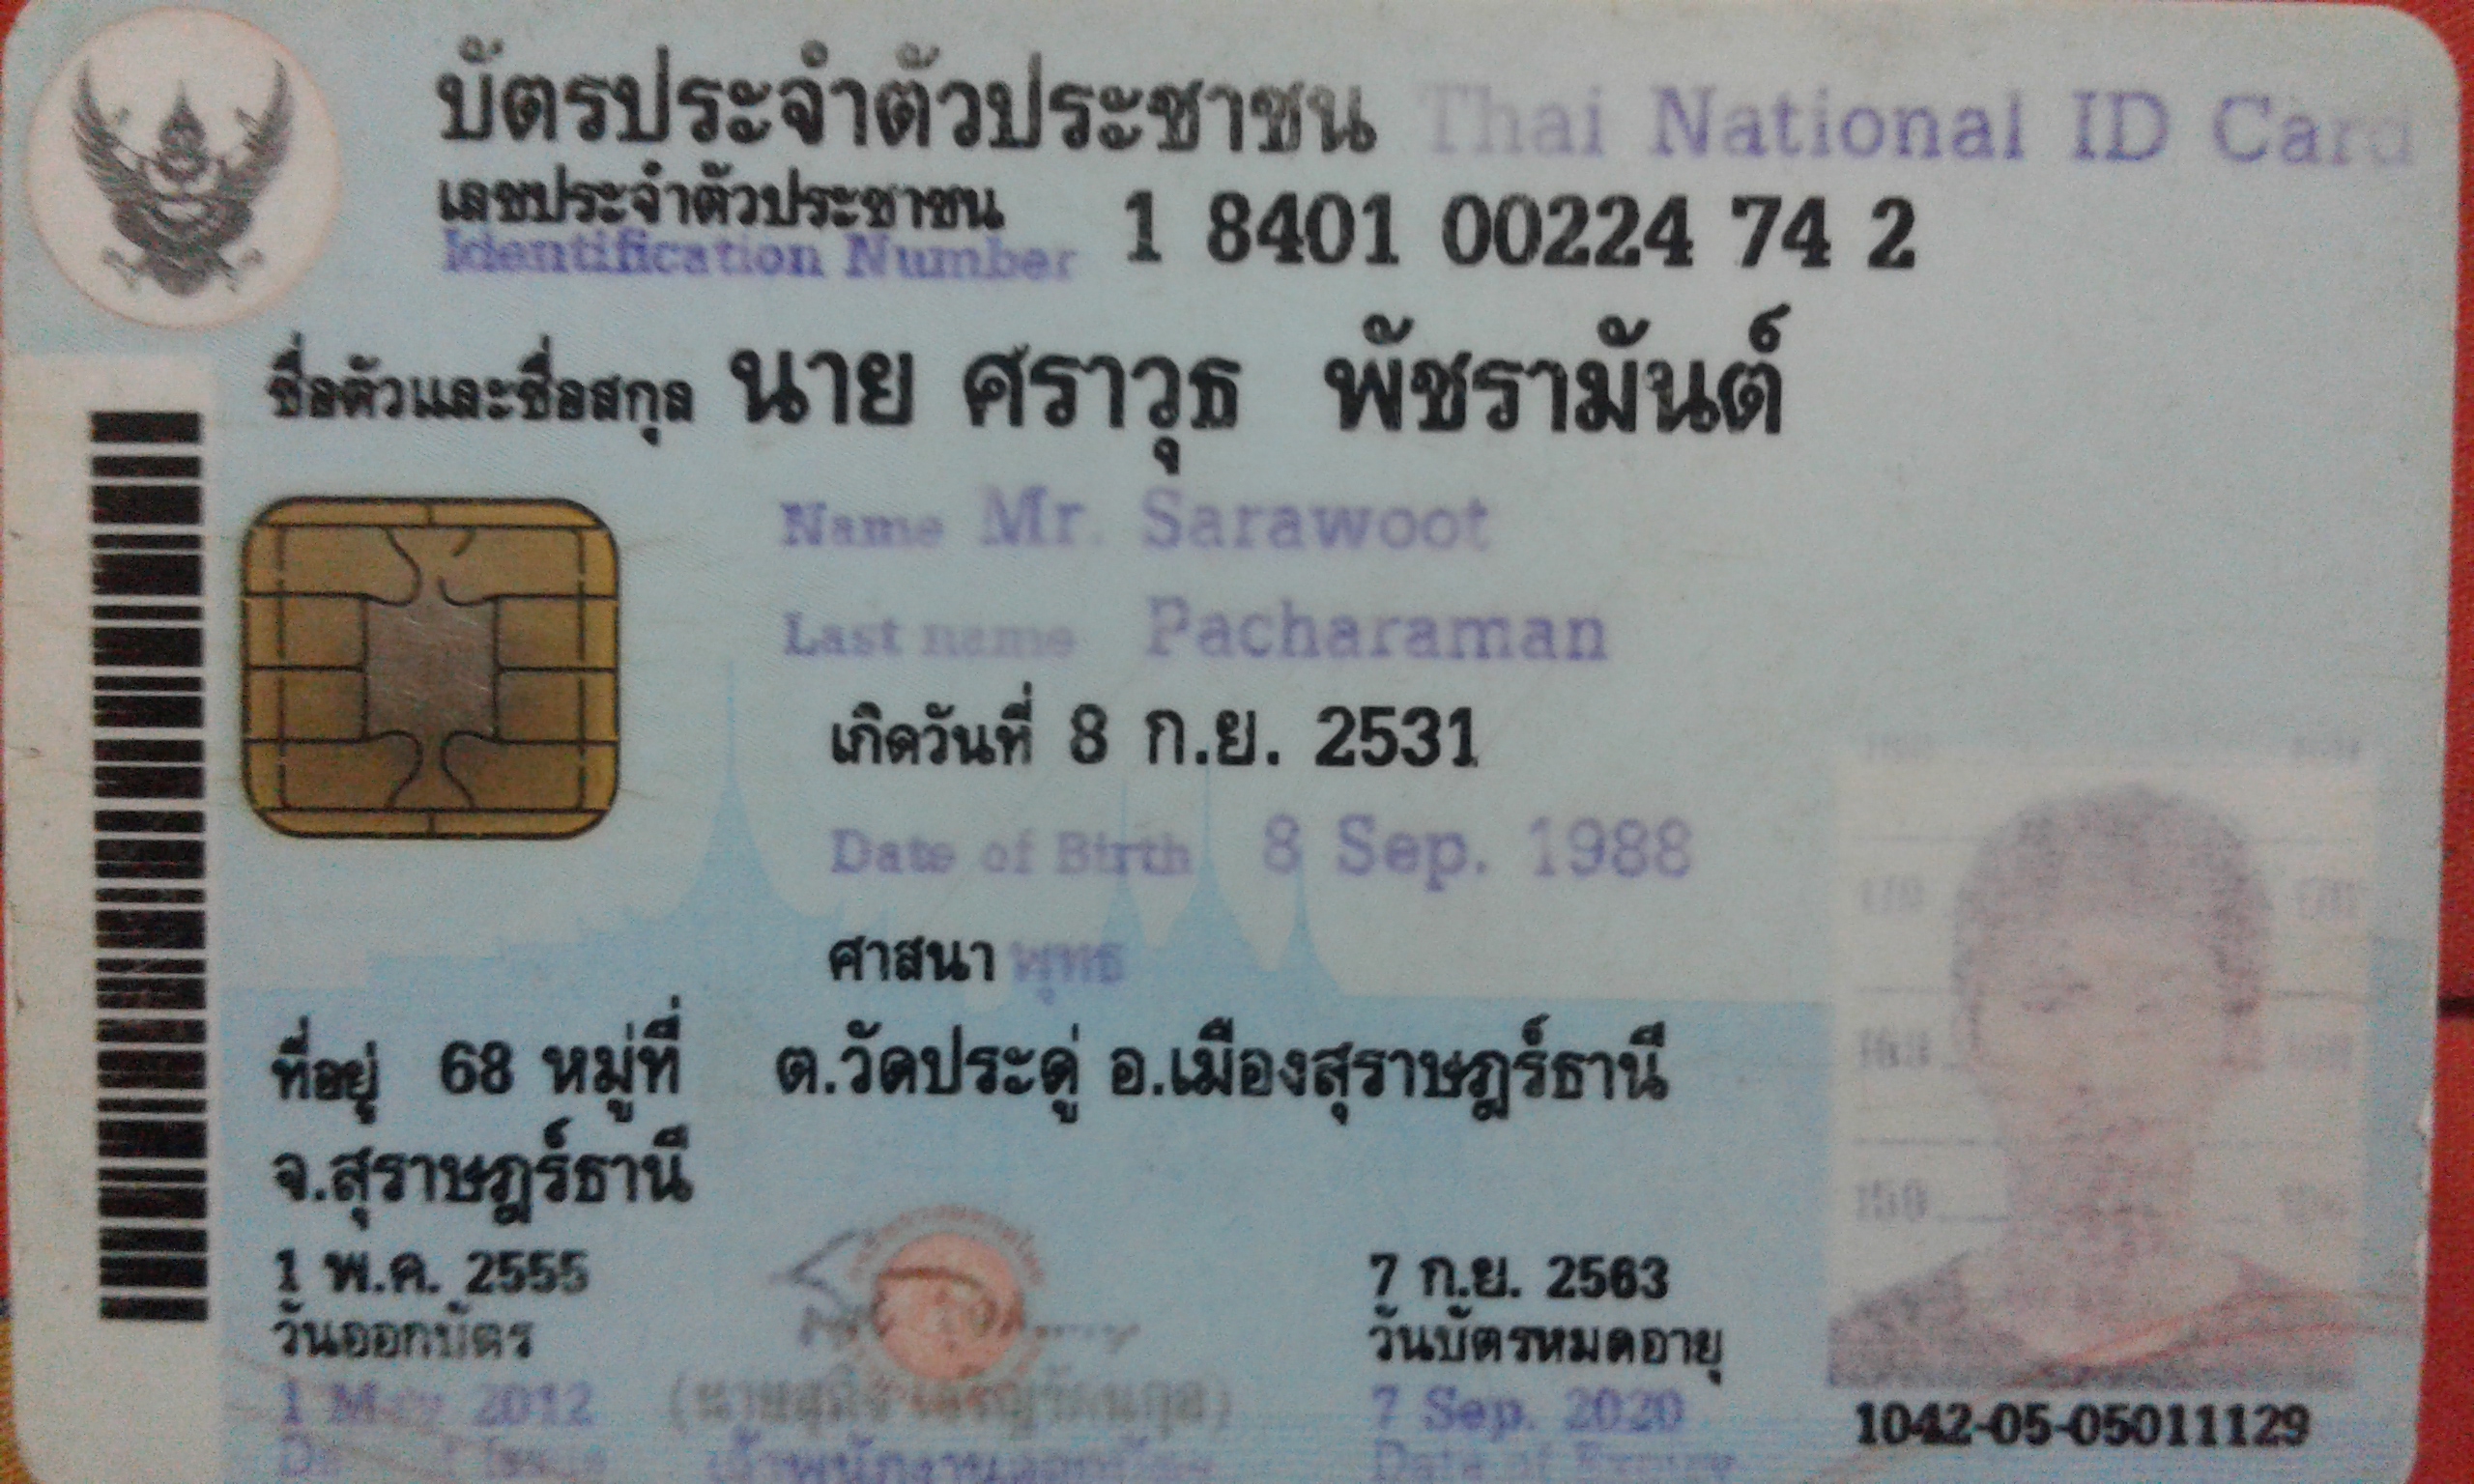 บัตรประจำตัวประชาชน Thai National ID Card
เลขประจำตัวประชาชน
Identification Number 1 8401 00224 74 2
ชื่อตัวและชื่อสกุล นาย ศราวุธ พัชรามันต์
Name Mr. Sarawoot
Last name Pacharaman
เกิดวันที่ 8 ก.ย. 2531
Date of Birth 8 Sep. 1988
ศาสนา พุทธ
ที่อยู่ 68 หมู่ที่ ต.วัดประดู่ อ.เมืองสุราษฎร์ธานี
จ.สุราษฎร์ธานี
1 พ.ค. 2555
วันออกบัตร
1 May 2012
Date of Issue
7 ก.ย. 2563
วันบัตรหมดอายุ
7 Sep. 2020
Date of Expiry
เจ้าพนักงานออกบัตร
160
150
1042-05-05011129